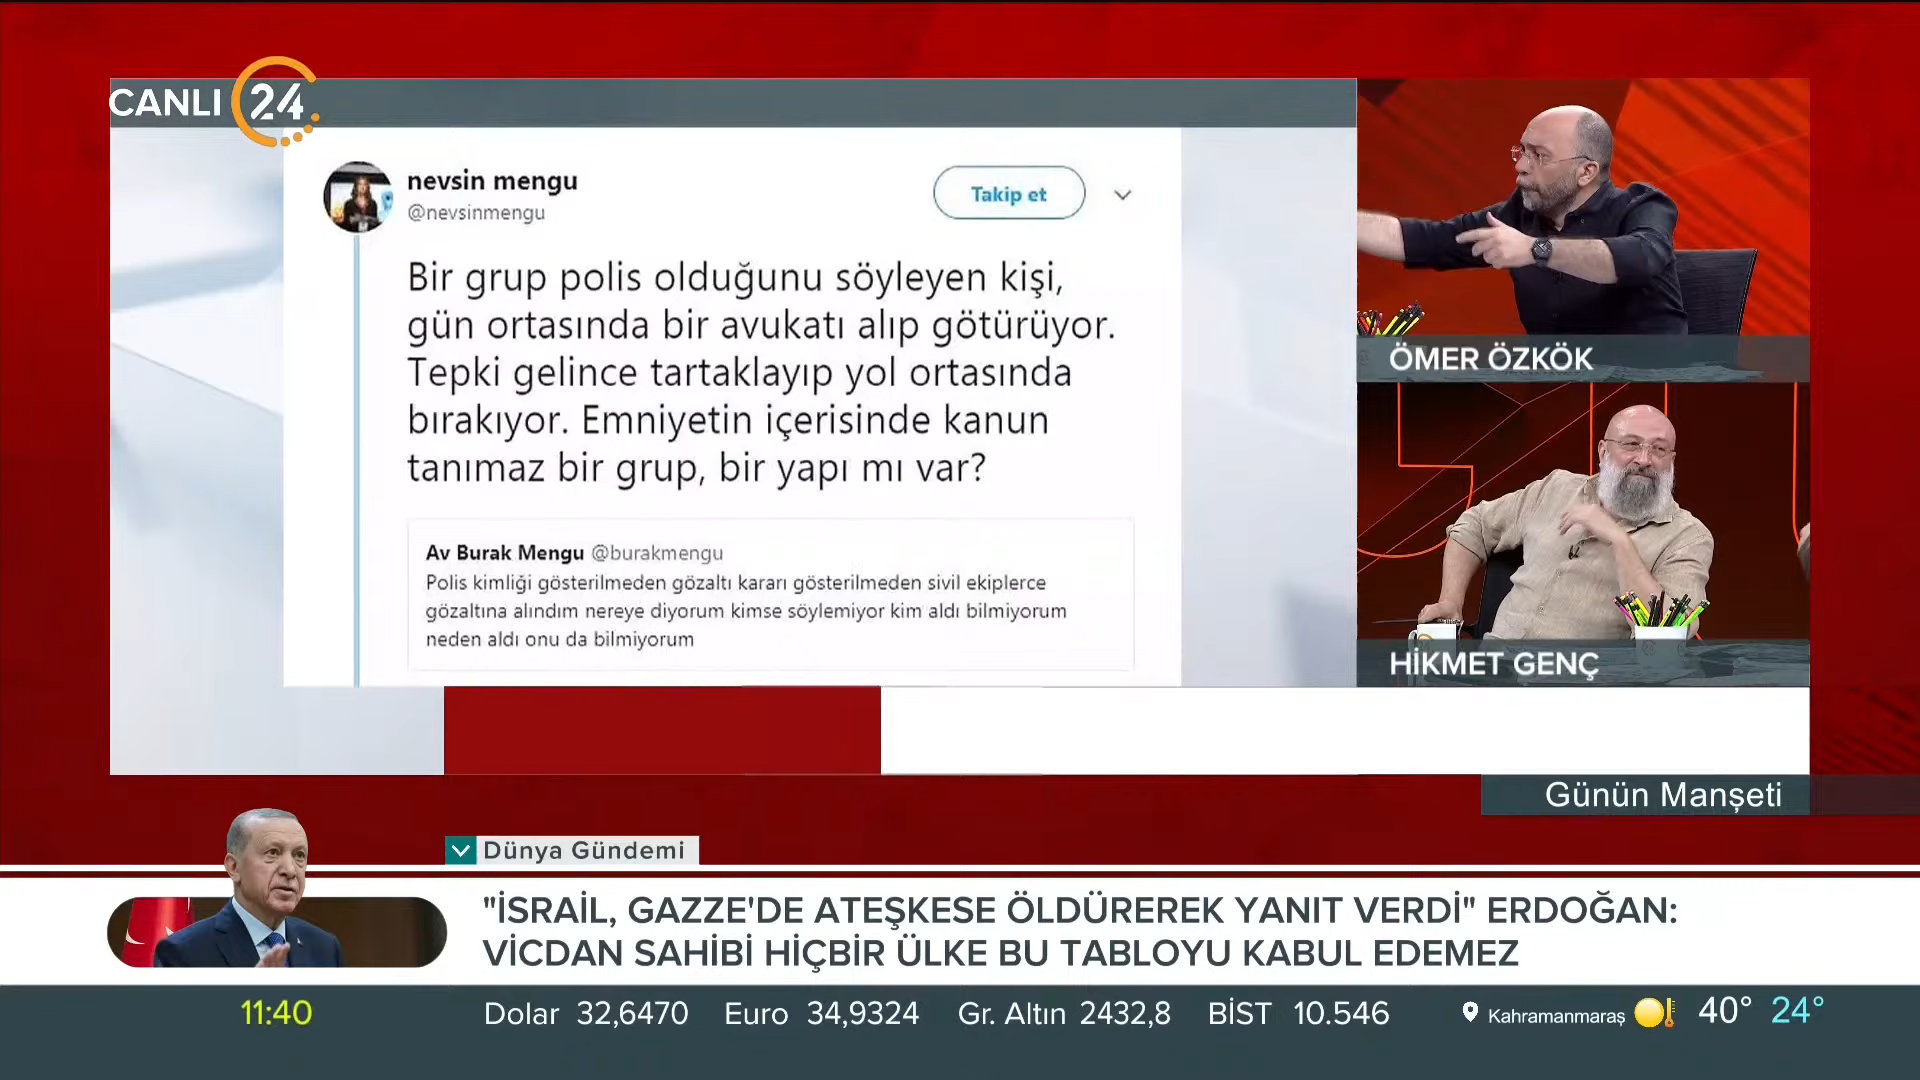 CANLI 24
nevsin mengu
@nevsinmengu
Takip et
Bir grup polis olduğunu söyleyen kişi,
gün ortasında bir avukatı alıp götürüyor.
Tepki gelince tartaklayıp yol ortasında
bırakıyor. Emniyetin içerisinde kanun
tanımaz bir grup, bir yapı mı var?
Av Burak Mengu @burakmengu
Polis kimliği gösterilmeden gözaltı kararı gösterilmeden sivil ekiplerce
gözaltına alındım nereye diyorum kimse söylemiyor kim aldı bilmiyorum
neden aldı onu da bilmiyorum
ÖMER ÖZKÖK
HİKMET GENÇ
Günün Manşeti
Dünya Gündemi
"İSRAİL, GAZZE'DE ATEŞKESE ÖLDÜREREK YANIT VERDİ" ERDOĞAN:
VİCDAN SAHİBİ HİÇBİR ÜLKE BU TABLOYU KABUL EDEMEZ
11:40 Dolar 32,6470 Euro 34,9324 Gr. Altın 2432,8 BİST 10.546 Kahramanmaraş 40° 24°